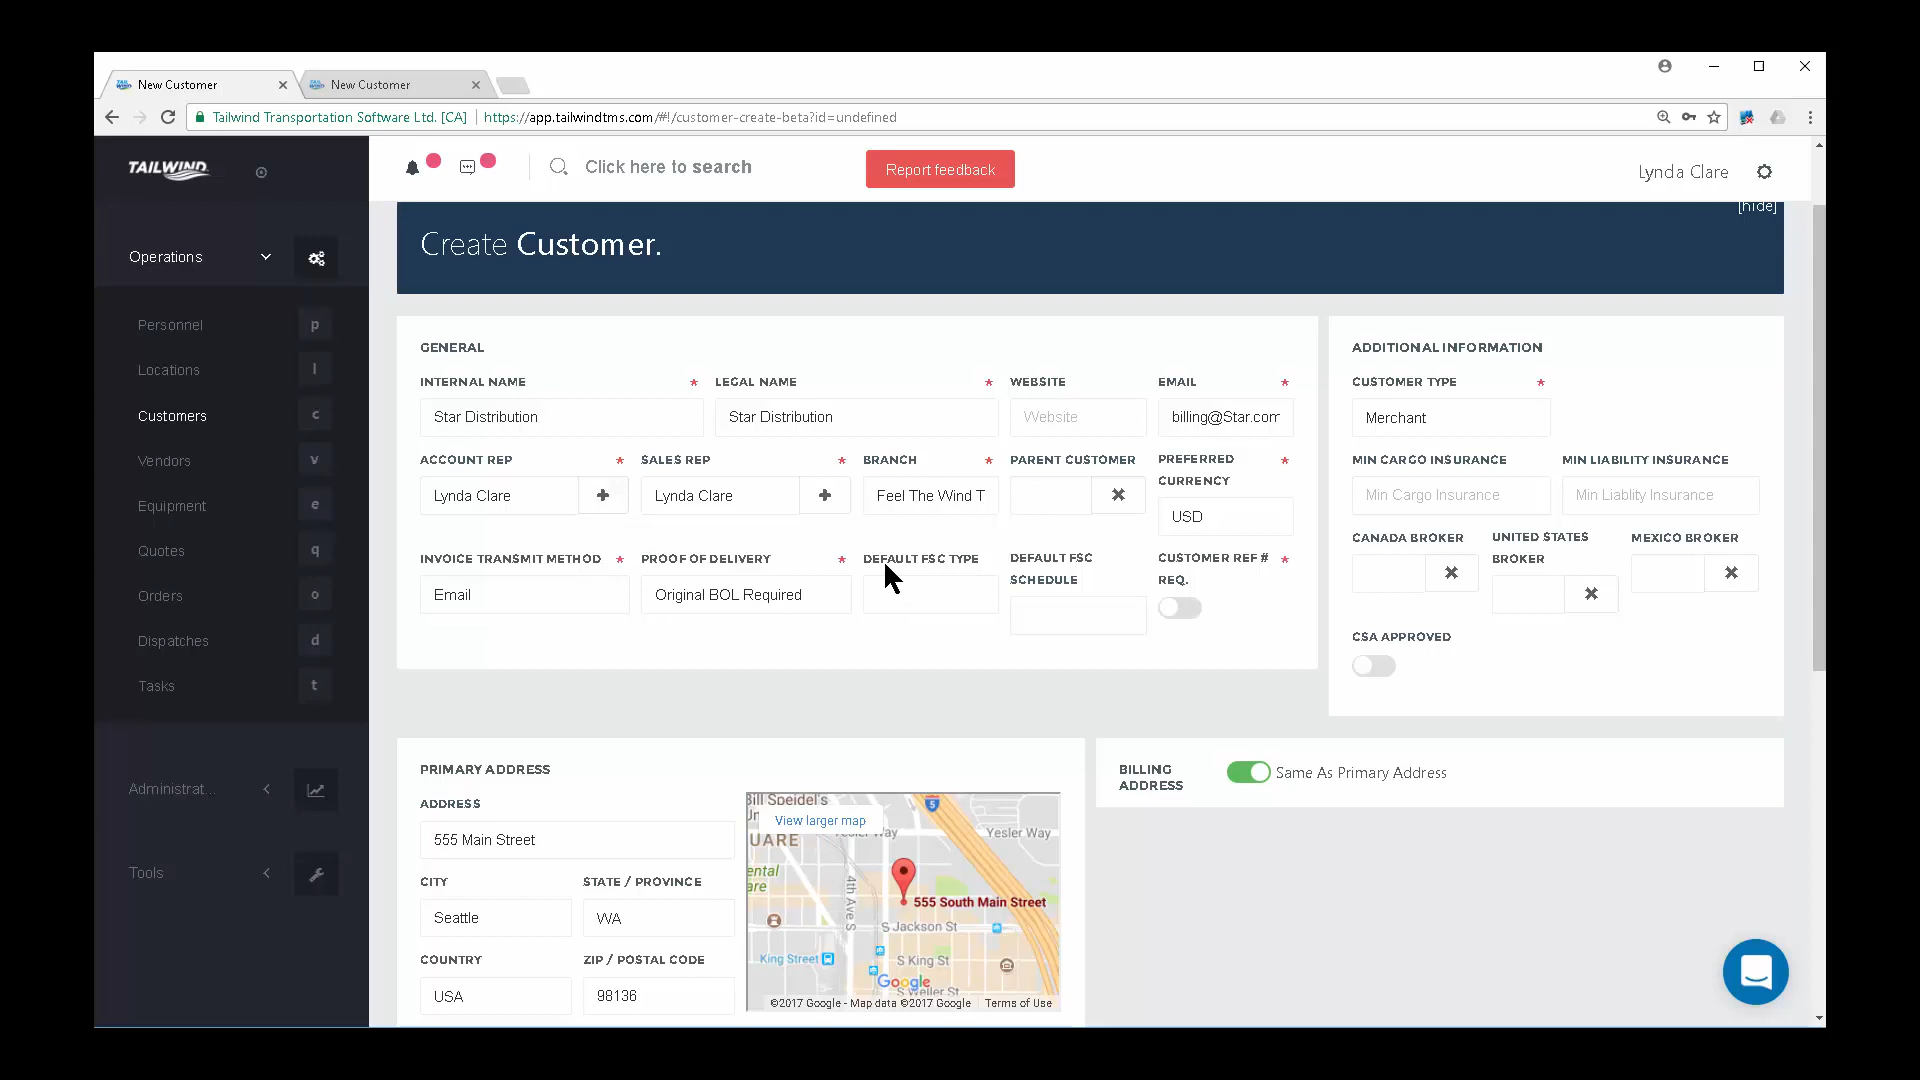 New Customer
New Customer
Tailwind Transportation Software Ltd. [CA] https://app.tailwindtms.com/#!/customer-create-beta?id=undefined
TAILWIND
Click here to search
Report feedback
Lynda Clare
[hide]
Create Customer.
Operations
Personnel p
Locations l
Customers c
Vendors v
Equipment e
Quotes q
Orders o
Dispatches d
Tasks t
Administrat...
Tools
GENERAL
INTERNAL NAME *
Star Distribution
LEGAL NAME *
Star Distribution
WEBSITE
Website
EMAIL *
billing@Star.com
ACCOUNT REP *
Lynda Clare
SALES REP *
Lynda Clare
BRANCH *
Feel The Wind T
PARENT CUSTOMER
PREFERRED *
CURRENCY
USD
INVOICE TRANSMIT METHOD *
Email
PROOF OF DELIVERY *
Original BOL Required
DEFAULT FSC TYPE
DEFAULT FSC
SCHEDULE
CUSTOMER REF # *
REQ.
ADDITIONAL INFORMATION
CUSTOMER TYPE *
Merchant
MIN CARGO INSURANCE
Min Cargo Insurance
MIN LIABILITY INSURANCE
Min Liablity Insurance
CANADA BROKER
UNITED STATES
BROKER
MEXICO BROKER
CSA APPROVED
PRIMARY ADDRESS
ADDRESS
555 Main Street
CITY
Seattle
STATE / PROVINCE
WA
COUNTRY
USA
ZIP / POSTAL CODE
98136
Bill Speidel's
View larger map
5
Yesler Way
Yesler Way
4th Ave S
555 South Main Street
S Jackson St
King Street
S King St
Google
S Weller St
©2017 Google - Map data ©2017 Google
Terms of Use
BILLING
ADDRESS
Same As Primary Address